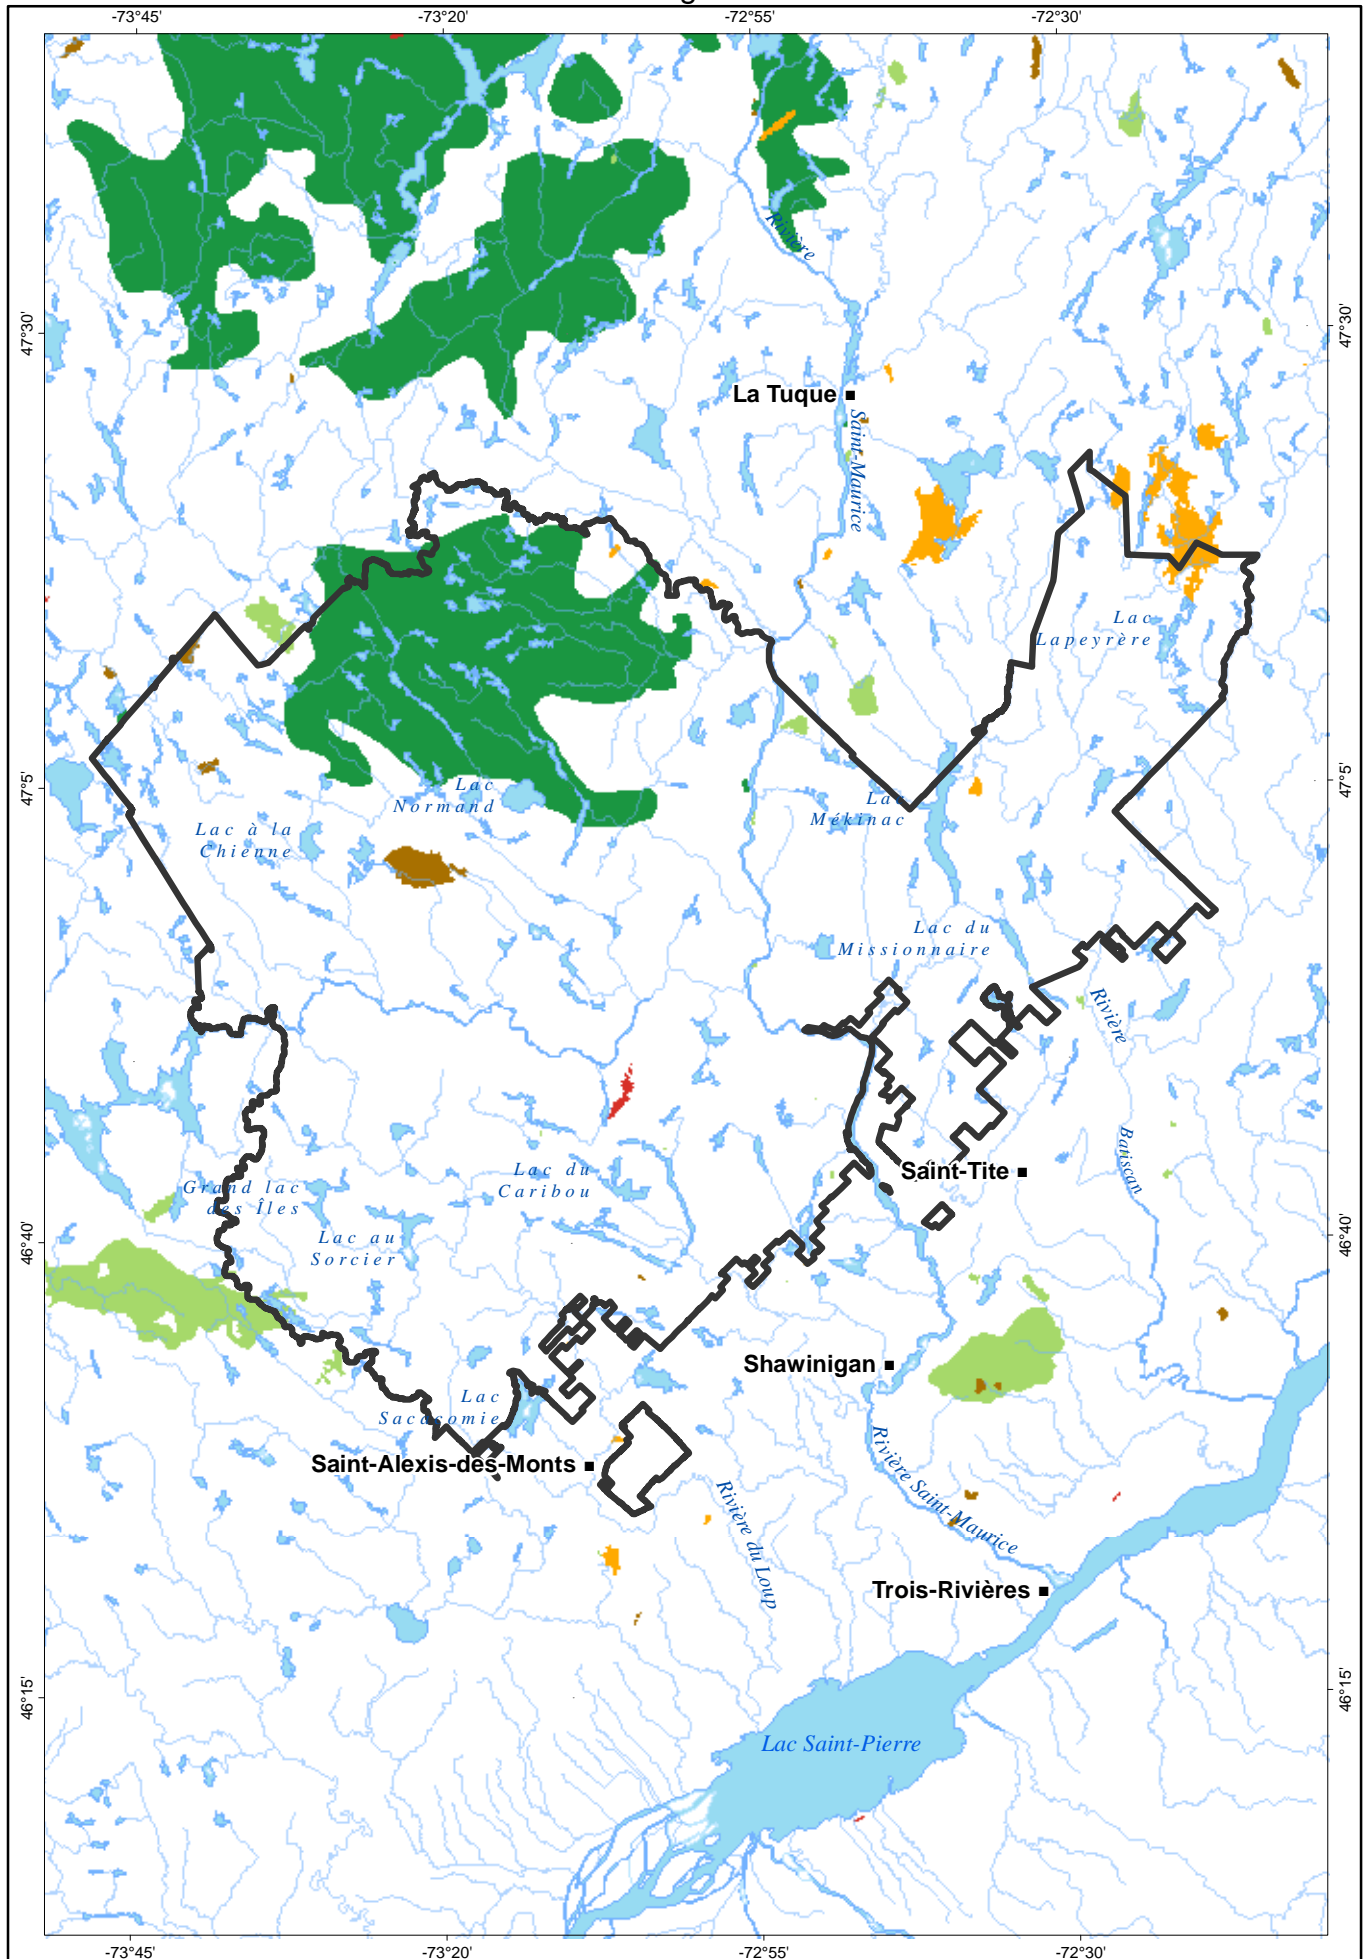 -73°45'
-73°20'
-72°55'
-72°30'
Rivière
47°30'
47°30'
La Tuque
Saint-Maurice
Lac
Lapeyrère
47°5'
47°5'
Lac
Normand
Lac
Mékinac
Lac à la
Chienne
Lac du
Missionnaire
Rivière
Batiscan
Lac du
Caribou
Saint-Tite
Grand lac
des Îles
Lac au
Sorcier
46°40'
46°40'
Shawinigan
Lac
Sacacomie
Saint-Alexis-des-Monts
Rivière Saint-Maurice
Rivière du Loup
Trois-Rivières
46°15'
46°15'
Lac Saint-Pierre
-73°45'
-73°20'
-72°55'
-72°30'